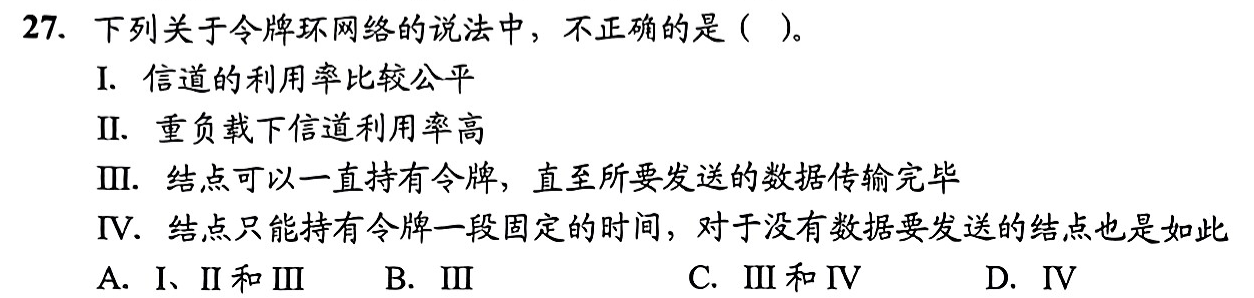 27. 下列关于令牌环网络的说法中，不正确的是（ ）。
I. 信道的利用率比较公平
II. 重负载下信道利用率高
III. 结点可以一直持有令牌，直至所要发送的数据传输完毕
IV. 结点只能持有令牌一段固定的时间，对于没有数据要发送的结点也是如此
A. I、II 和 III B. III C. III 和 IV D. IV